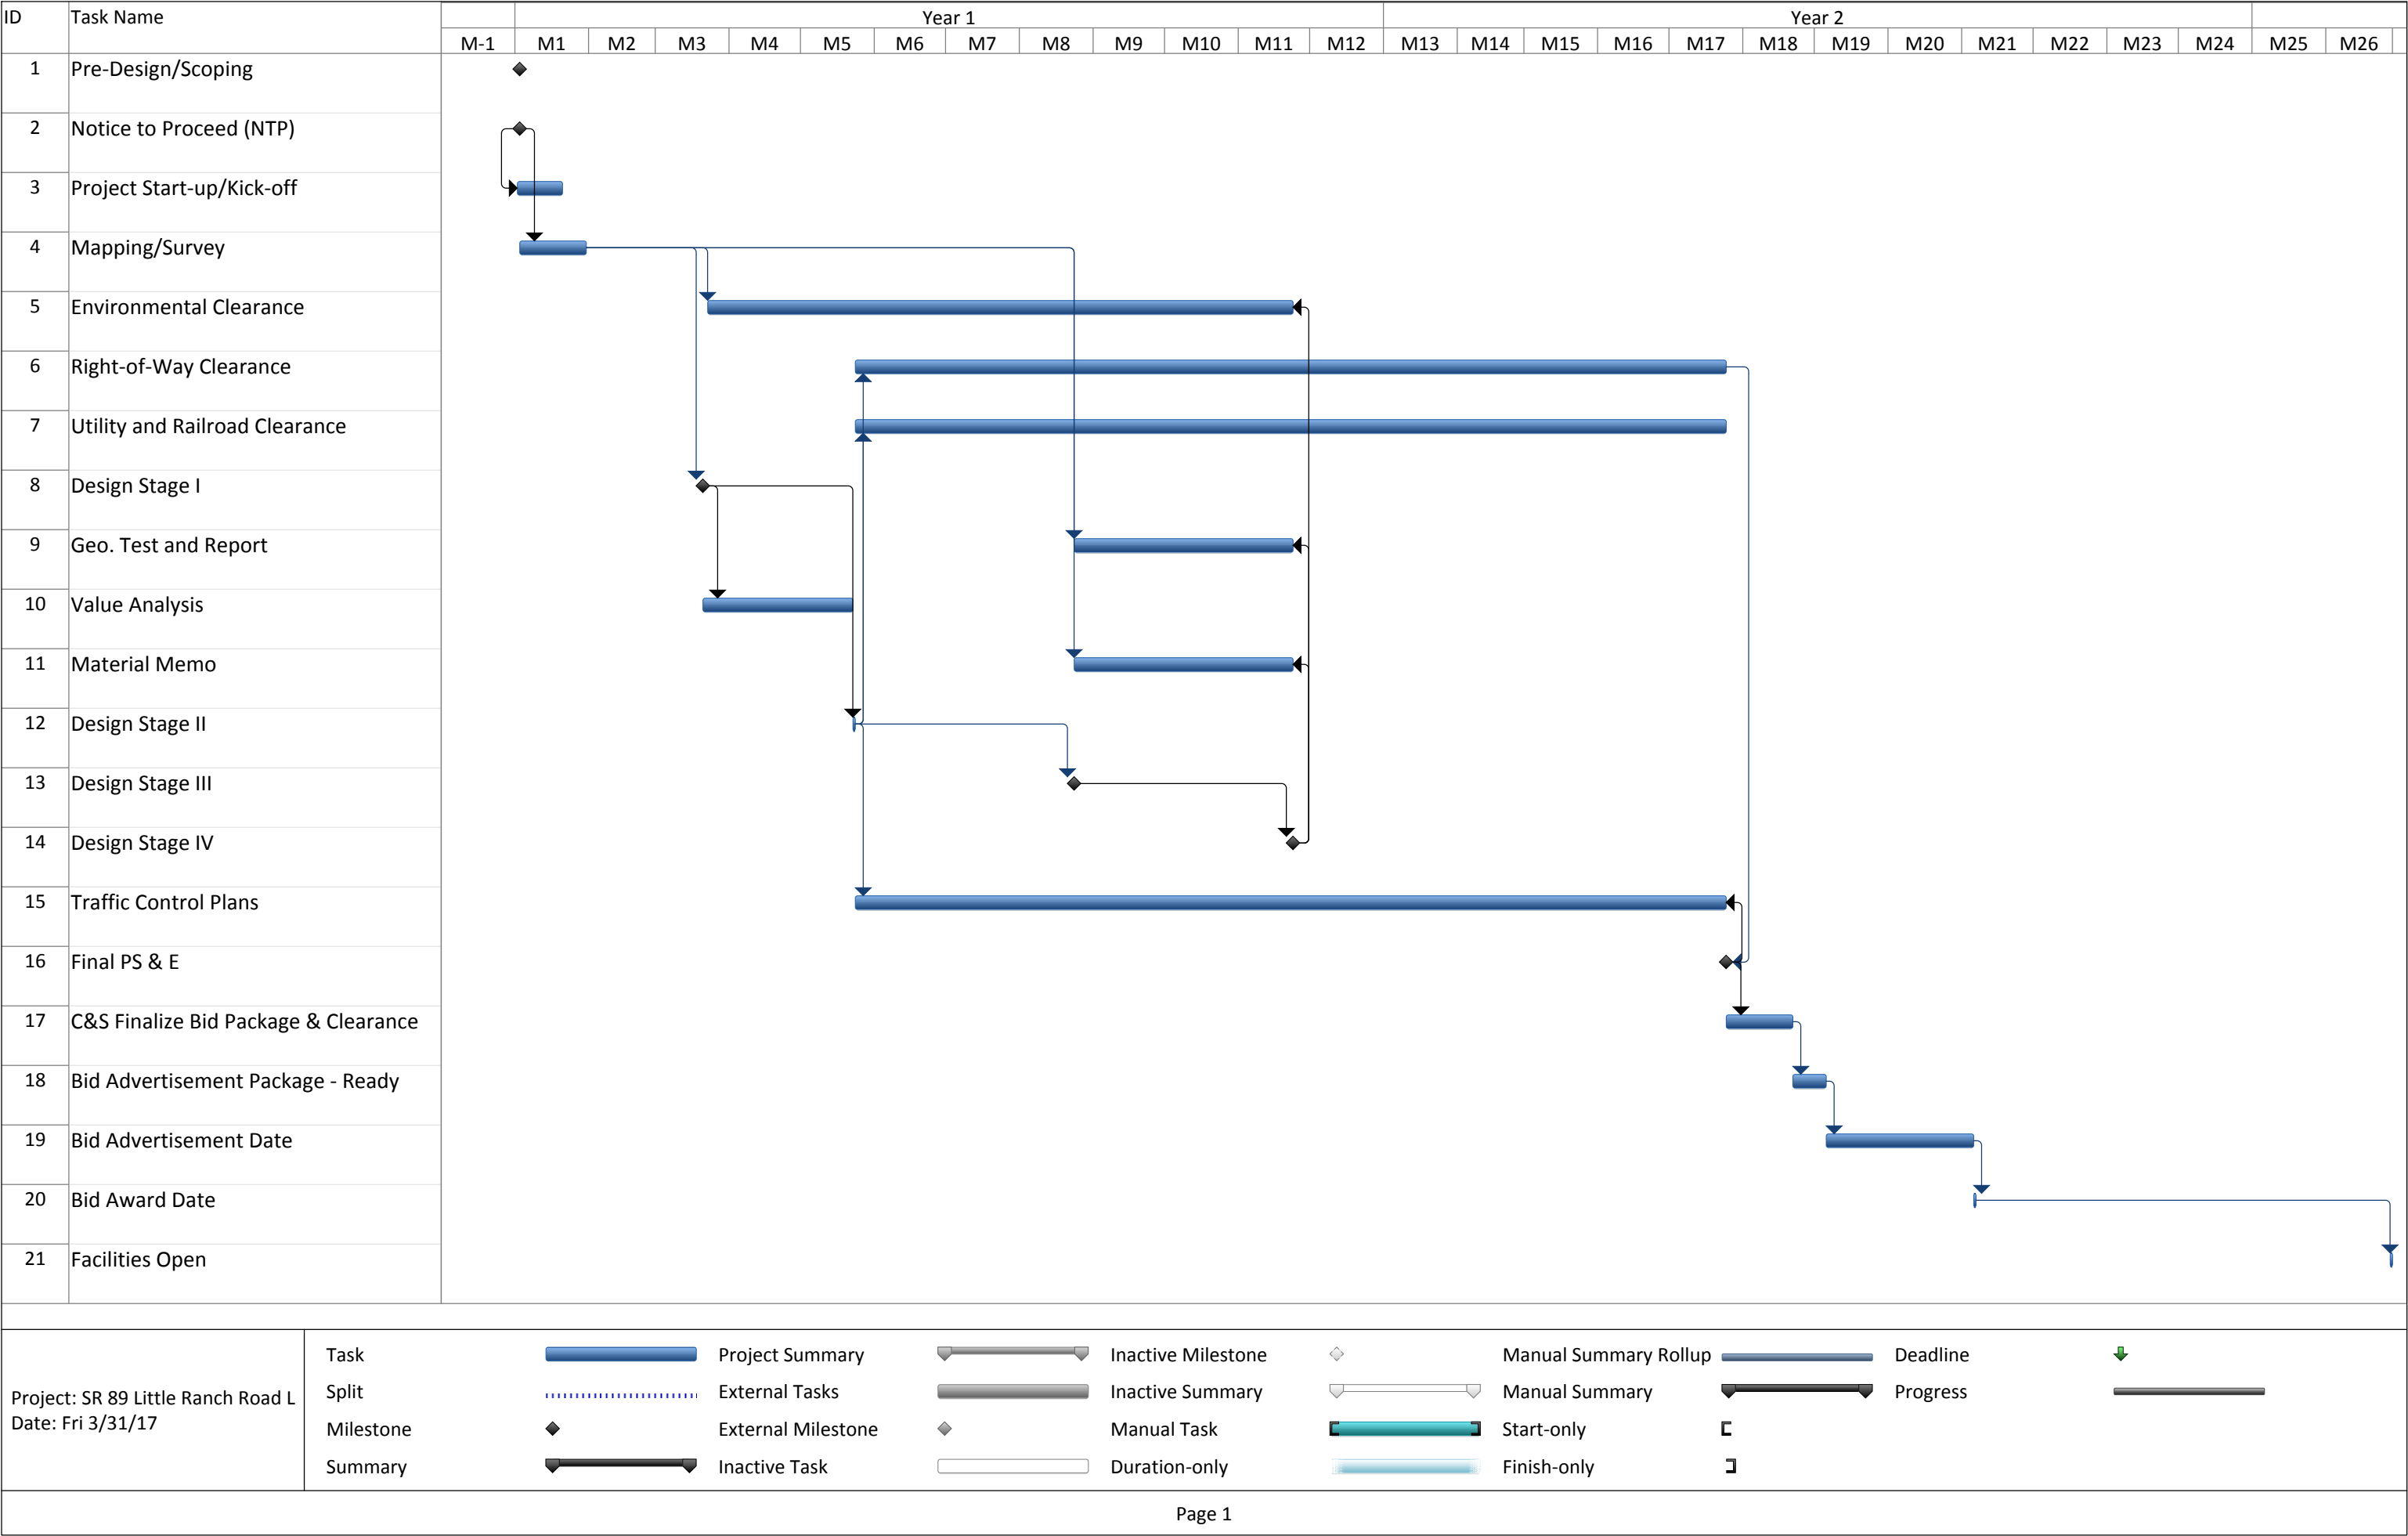 ID Task Name Year 1 Year 2
M-1 M1 M2 M3 M4 M5 M6 M7 M8 M9 M10 M11 M12 M13 M14 M15 M16 M17 M18 M19 M20 M21 M22 M23 M24 M25 M26
1 Pre-Design/Scoping
2 Notice to Proceed (NTP)
3 Project Start-up/Kick-off
4 Mapping/Survey
5 Environmental Clearance
6 Right-of-Way Clearance
7 Utility and Railroad Clearance
8 Design Stage I
9 Geo. Test and Report
10 Value Analysis
11 Material Memo
12 Design Stage II
13 Design Stage III
14 Design Stage IV
15 Traffic Control Plans
16 Final PS & E
17 C&S Finalize Bid Package & Clearance
18 Bid Advertisement Package - Ready
19 Bid Advertisement Date
20 Bid Award Date
21 Facilities Open
Project: SR 89 Little Ranch Road L
Date: Fri 3/31/17
Task Project Summary Inactive Milestone Manual Summary Rollup Deadline
Split External Tasks Inactive Summary Manual Summary Progress
Milestone External Milestone Manual Task Start-only
Summary Inactive Task Duration-only Finish-only
Page 1